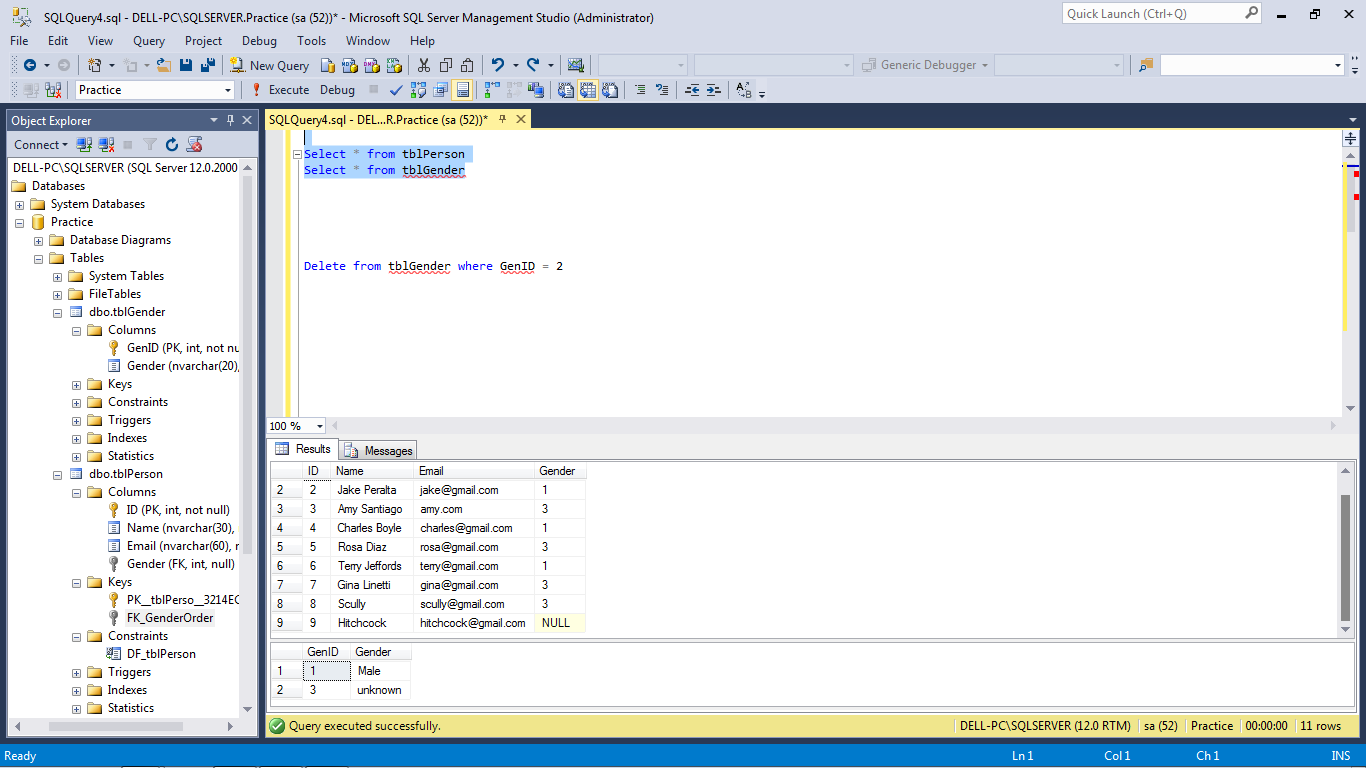 SQLQuery4.sql - DELL-PC\SQLSERVER.Practice (sa (52))* - Microsoft SQL Server Management Studio (Administrator)
Quick Launch (Ctrl+Q)
File Edit View Query Project Debug Tools Window Help
New Query
Generic Debugger
Practice
Execute Debug
Object Explorer
Connect
DELL-PC\SQLSERVER (SQL Server 12.0.2000
Databases
System Databases
Practice
Database Diagrams
Tables
System Tables
FileTables
dbo.tblGender
Columns
GenID (PK, int, not nu
Gender (nvarchar(20),
Keys
Constraints
Triggers
Indexes
Statistics
dbo.tblPerson
Columns
ID (PK, int, not null)
Name (nvarchar(30),
Email (nvarchar(60), n
Gender (FK, int, null)
Keys
PK__tblPerso__3214EC
FK_GenderOrder
Constraints
DF_tblPerson
Triggers
Indexes
Statistics
SQLQuery4.sql - DEL...R.Practice (sa (52))*
Select * from tblPerson
Select * from tblGender
Delete from tblGender where GenID = 2
100 %
Results Messages
ID Name Email Gender
2 2 Jake Peralta jake@gmail.com 1
3 3 Amy Santiago amy.com 3
4 4 Charles Boyle charles@gmail.com 1
5 5 Rosa Diaz rosa@gmail.com 3
6 6 Terry Jeffords terry@gmail.com 1
7 7 Gina Linetti gina@gmail.com 3
8 8 Scully scully@gmail.com 3
9 9 Hitchcock hitchcock@gmail.com NULL
GenID Gender
1 1 Male
2 3 unknown
Query executed successfully. DELL-PC\SQLSERVER (12.0 RTM) sa (52) Practice 00:00:00 11 rows
Ready Ln 1 Col 1 Ch 1 INS